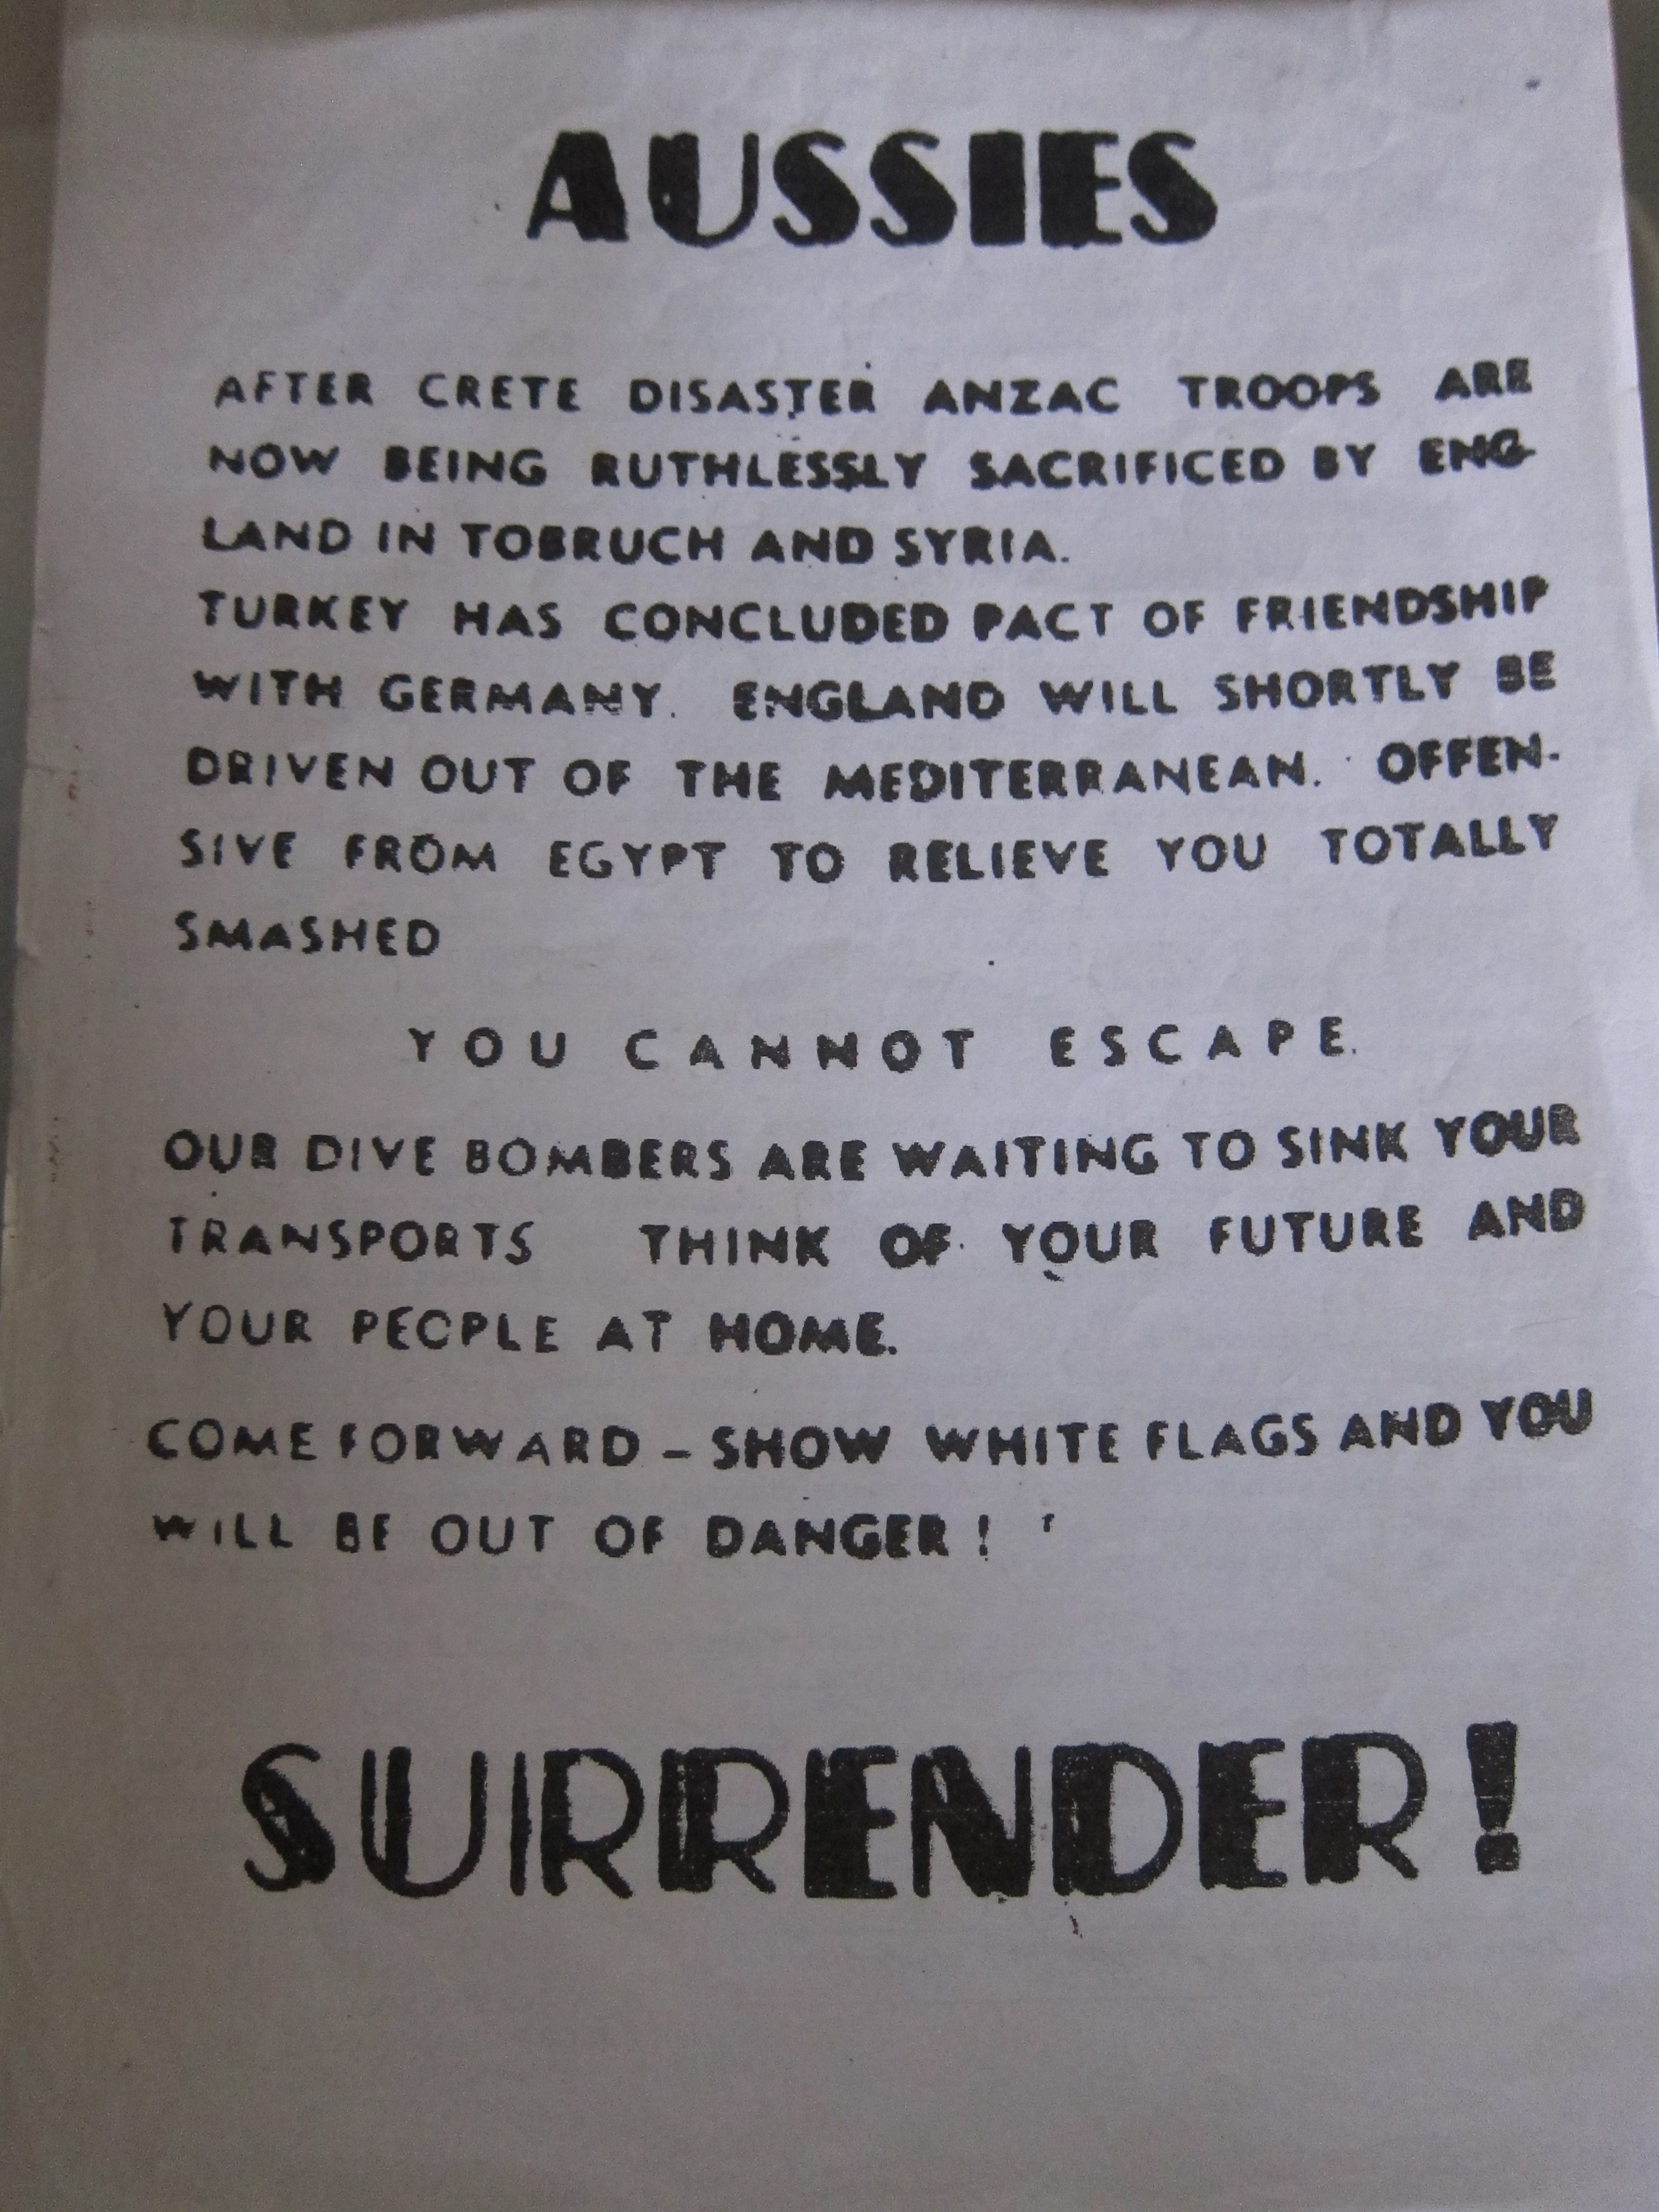 AUSSIES
AFTER CRETE DISASTER ANZAC TROOPS ARE
NOW BEING RUTHLESSLY SACRIFICED BY ENG-
LAND IN TOBRUCH AND SYRIA.
TURKEY HAS CONCLUDED PACT OF FRIENDSHIP
WITH GERMANY. ENGLAND WILL SHORTLY BE
DRIVEN OUT OF THE MEDITERRANEAN. OFFEN-
SIVE FROM EGYPT TO RELIEVE YOU TOTALLY
SMASHED
YOU CANNOT ESCAPE.
OUR DIVE BOMBERS ARE WAITING TO SINK YOUR
TRANSPORTS THINK OF YOUR FUTURE AND
YOUR PEOPLE AT HOME.
COME FORWARD – SHOW WHITE FLAGS AND YOU
WILL BE OUT OF DANGER !
SURRENDER!